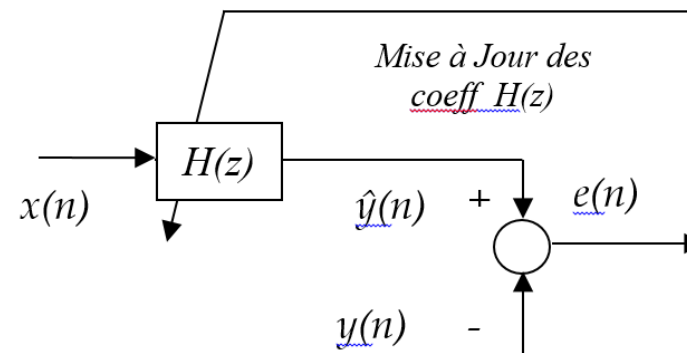 Mise à Jour des
coeff H(z)
H(z)
x(n)
ŷ(n)
+
e(n)
y(n)
-